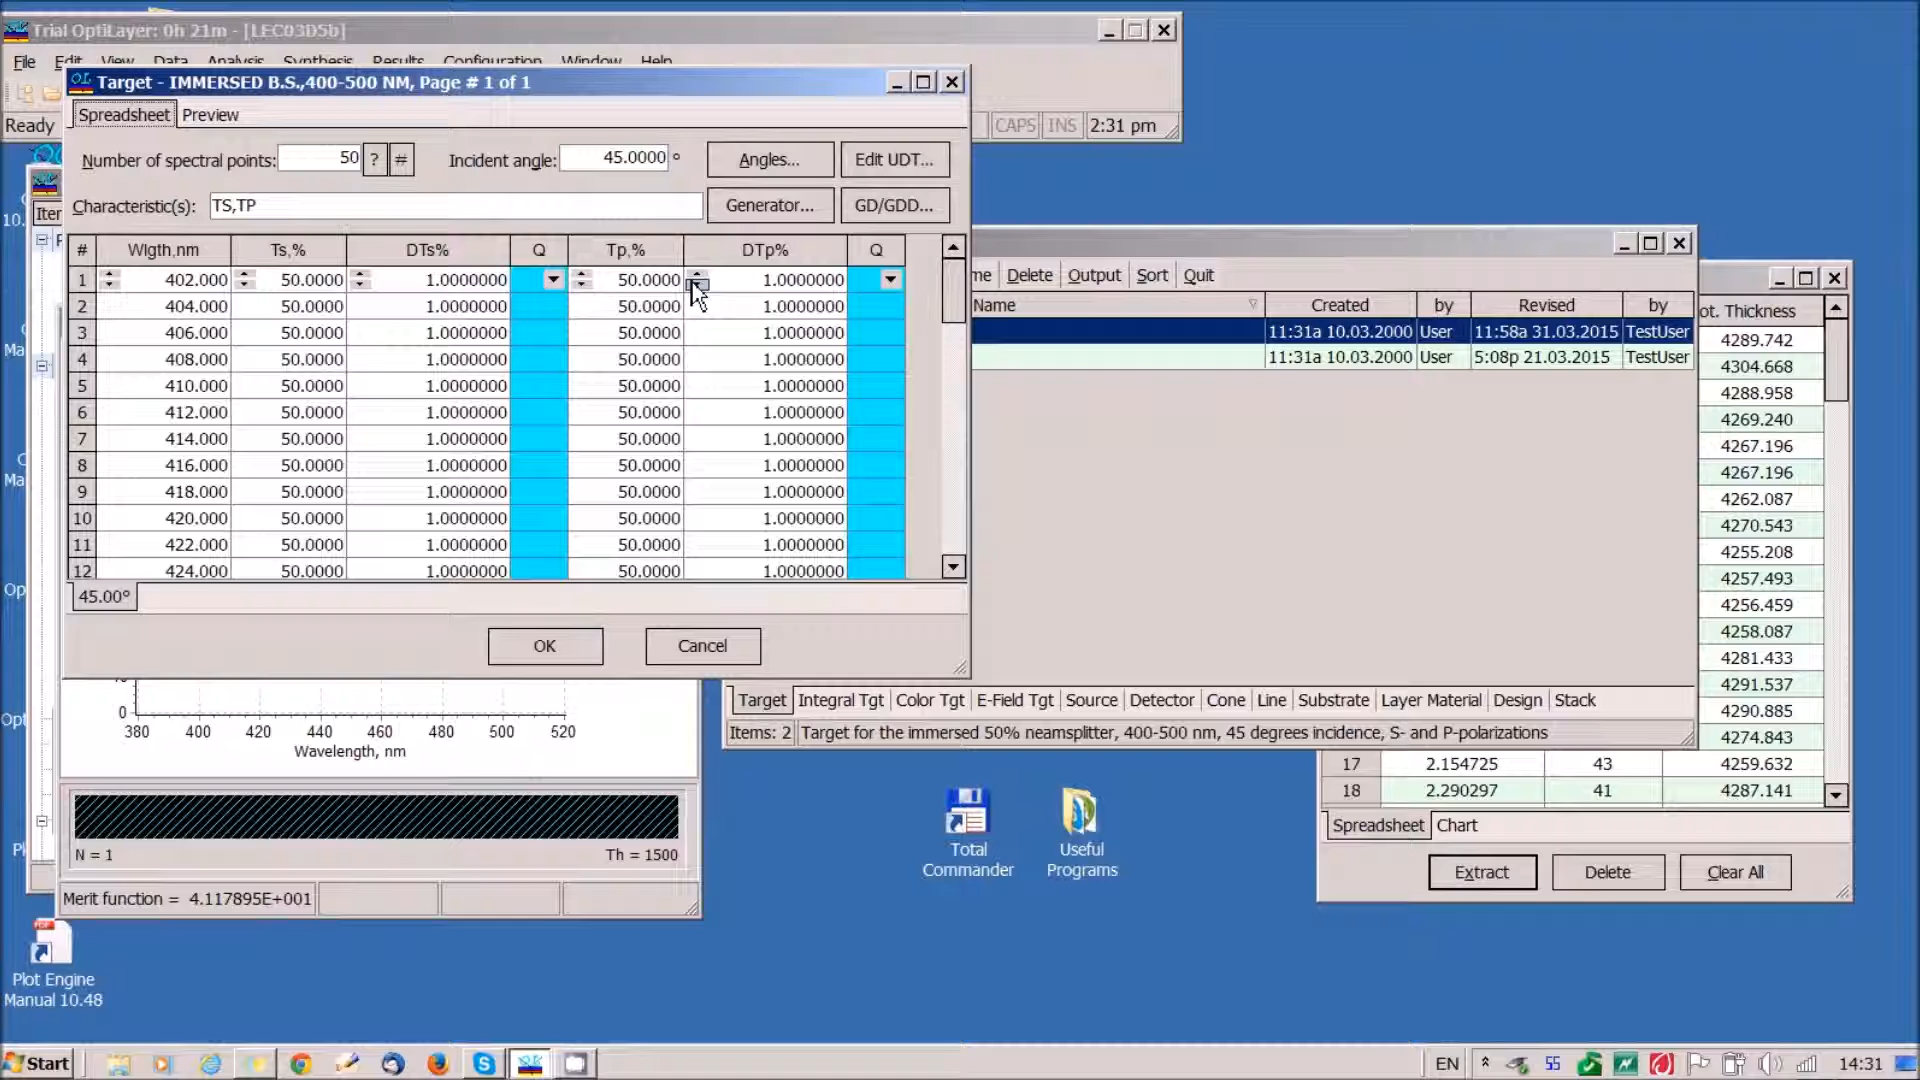 Trial OptiLayer: 0h 21m - [LEC03D5b]
File Edit View Data Analysis Synthesis Results Configuration Window Help
Ready
CAPS INS 2:31 pm
Target - IMMERSED B.S.,400-500 NM, Page # 1 of 1
Spreadsheet Preview
Number of spectral points: 50 ? # Incident angle: 45.0000 ° Angles... Edit UDT...
Characteristic(s): TS,TP Generator... GD/GDD...
# Wlgth,nm Ts,% DTs% Q Tp,% DTp% Q
1 402.000 50.0000 1.0000000 50.0000 1.0000000
2 404.000 50.0000 1.0000000 50.0000 1.0000000
3 406.000 50.0000 1.0000000 50.0000 1.0000000
4 408.000 50.0000 1.0000000 50.0000 1.0000000
5 410.000 50.0000 1.0000000 50.0000 1.0000000
6 412.000 50.0000 1.0000000 50.0000 1.0000000
7 414.000 50.0000 1.0000000 50.0000 1.0000000
8 416.000 50.0000 1.0000000 50.0000 1.0000000
9 418.000 50.0000 1.0000000 50.0000 1.0000000
10 420.000 50.0000 1.0000000 50.0000 1.0000000
11 422.000 50.0000 1.0000000 50.0000 1.0000000
12 424.000 50.0000 1.0000000 50.0000 1.0000000
45.00°
OK Cancel
me Delete Output Sort Quit
Name Created by Revised by
11:31a 10.03.2000 User 11:58a 31.03.2015 TestUser
11:31a 10.03.2000 User 5:08p 21.03.2015 TestUser
Target Integral Tgt Color Tgt E-Field Tgt Source Detector Cone Line Substrate Layer Material Design Stack
Items: 2 Target for the immersed 50% neamsplitter, 400-500 nm, 45 degrees incidence, S- and P-polarizations
ot. Thickness
4289.742
4304.668
4288.958
4269.240
4267.196
4267.196
4262.087
4270.543
4255.208
4257.493
4256.459
4258.087
4281.433
4291.537
4290.885
4274.843
17 2.154725 43 4259.632
18 2.290297 41 4287.141
Spreadsheet Chart
Extract Delete Clear All
0
380 400 420 440 460 480 500 520
Wavelength, nm
N = 1 Th = 1500
Merit function = 4.117895E+001
Total
Commander
Useful
Programs
Plot Engine
Manual 10.48
Start EN 55 14:31